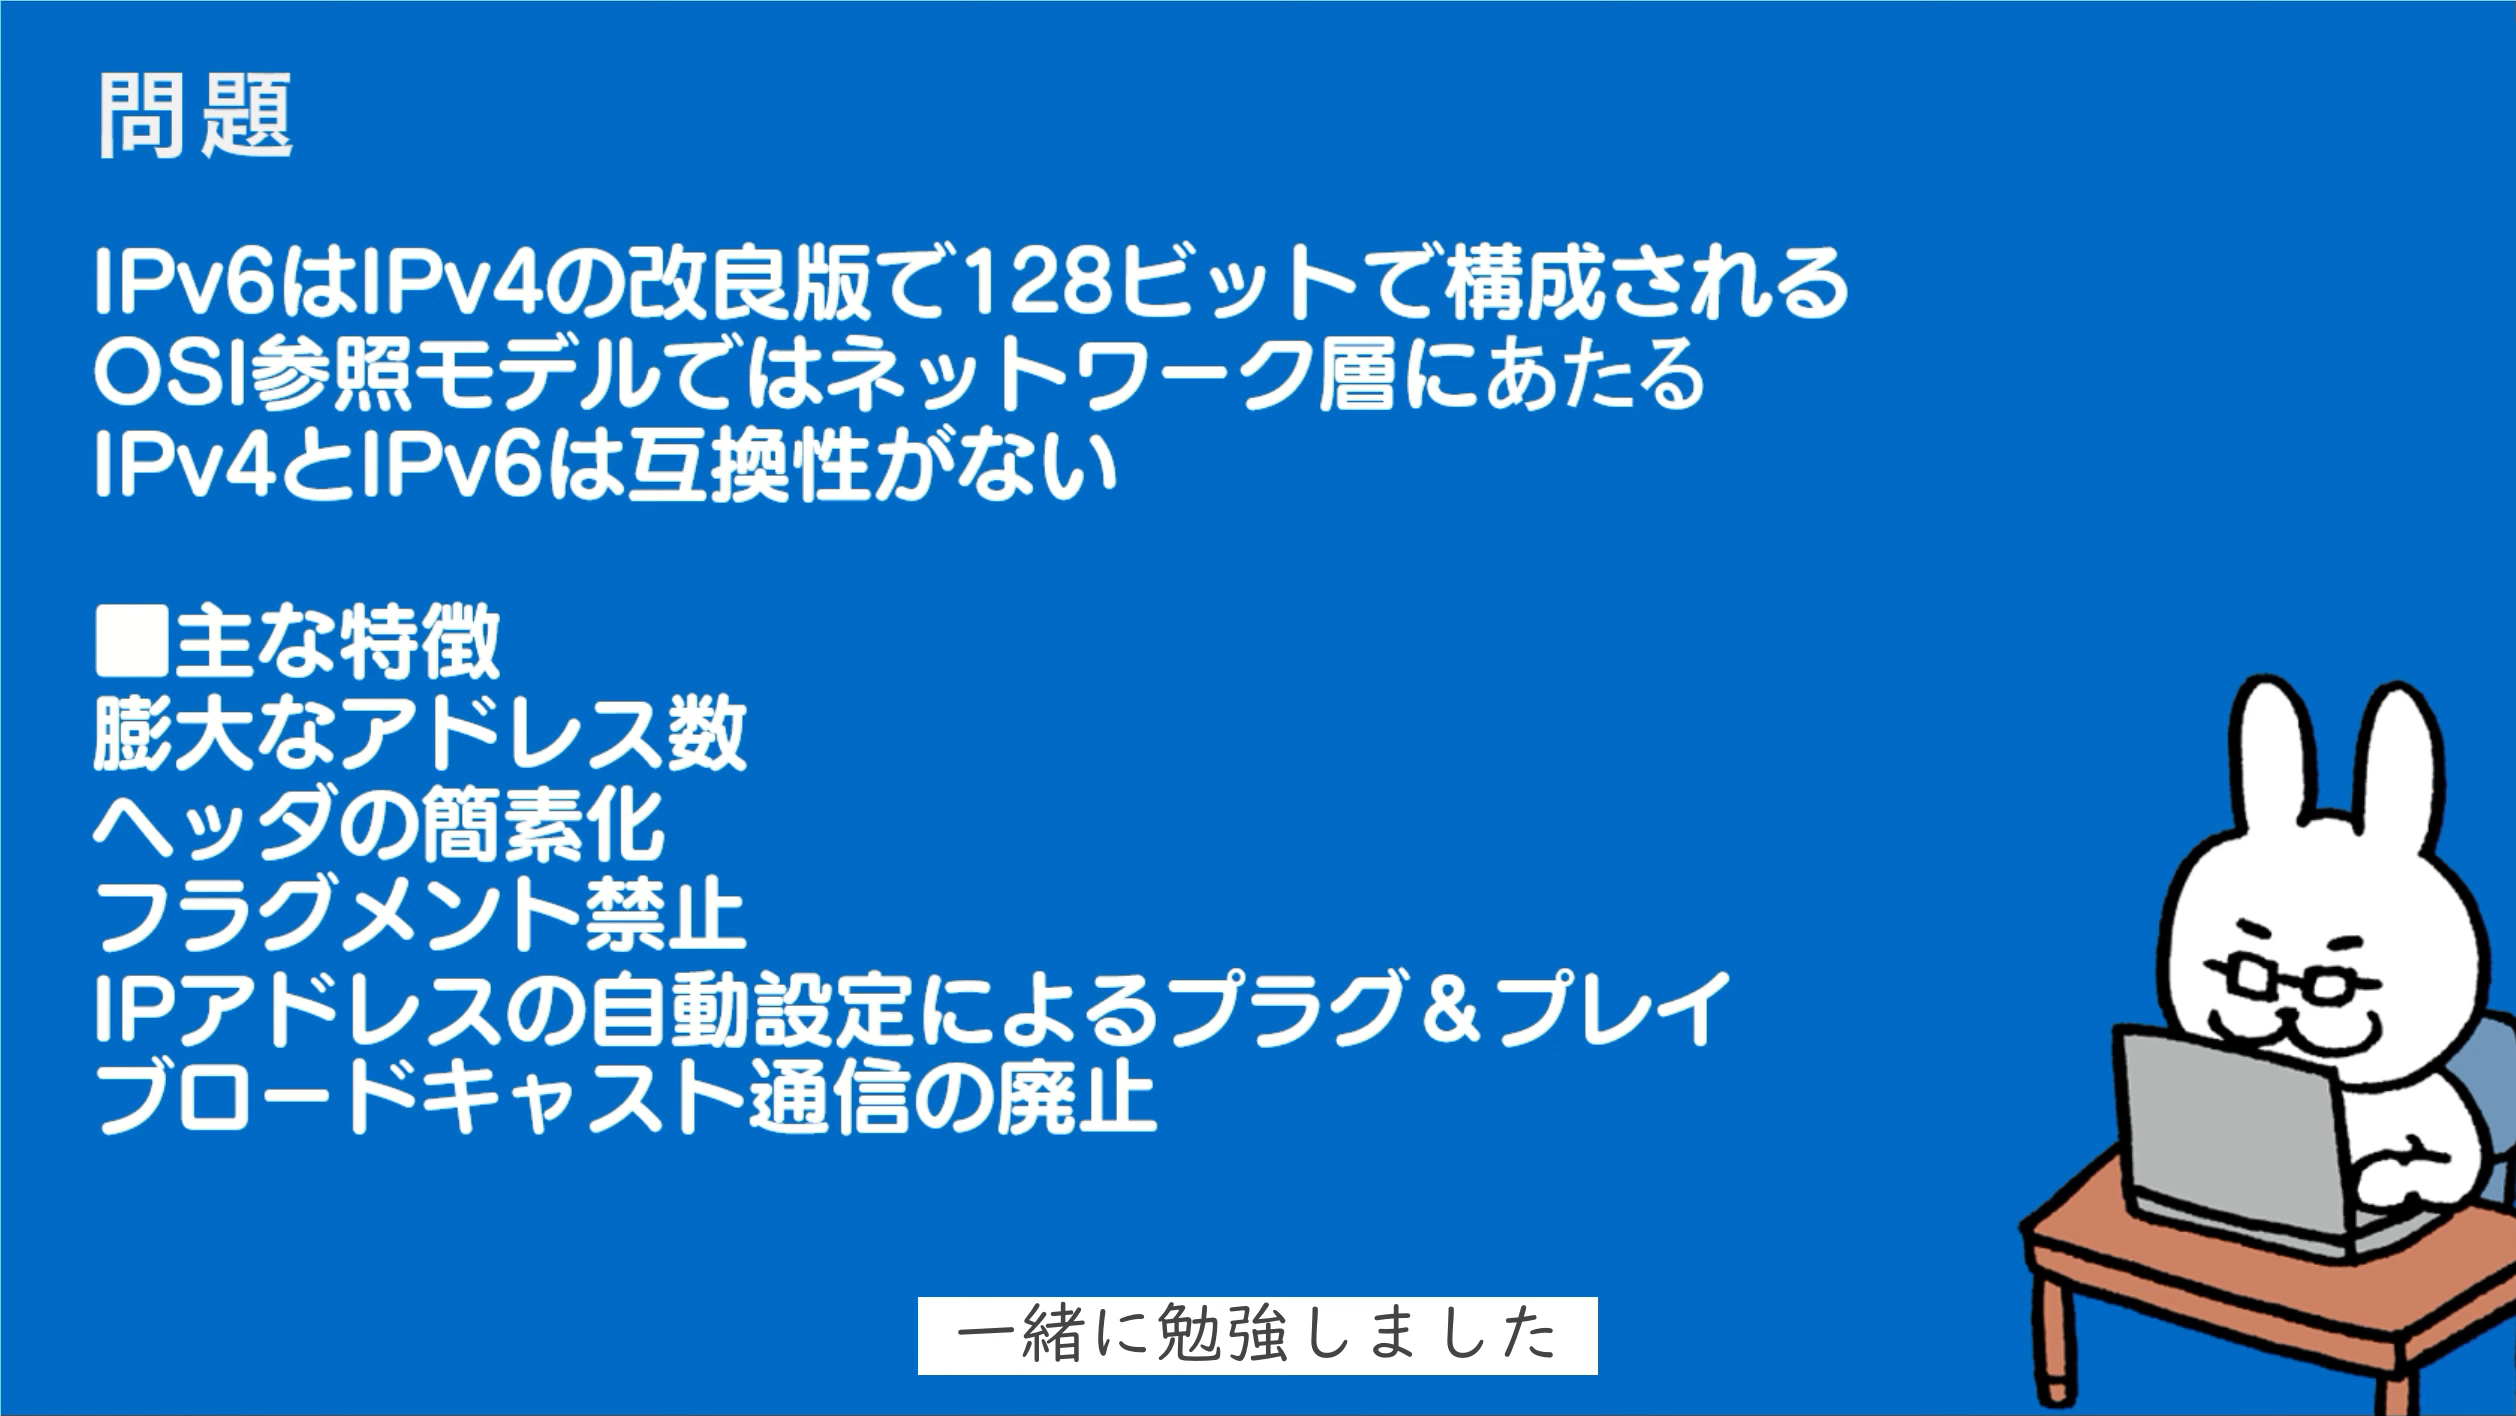 問題
IPv6はIPv4の改良版で128ビットで構成される
OSI参照モデルではネットワーク層にあたる
IPv4とIPv6は互換性がない
■主な特徴
膨大なアドレス数
ヘッダの簡素化
フラグメント禁止
IPアドレスの自動設定によるプラグ＆プレイ
ブロードキャスト通信の廃止
一緒に勉強しました